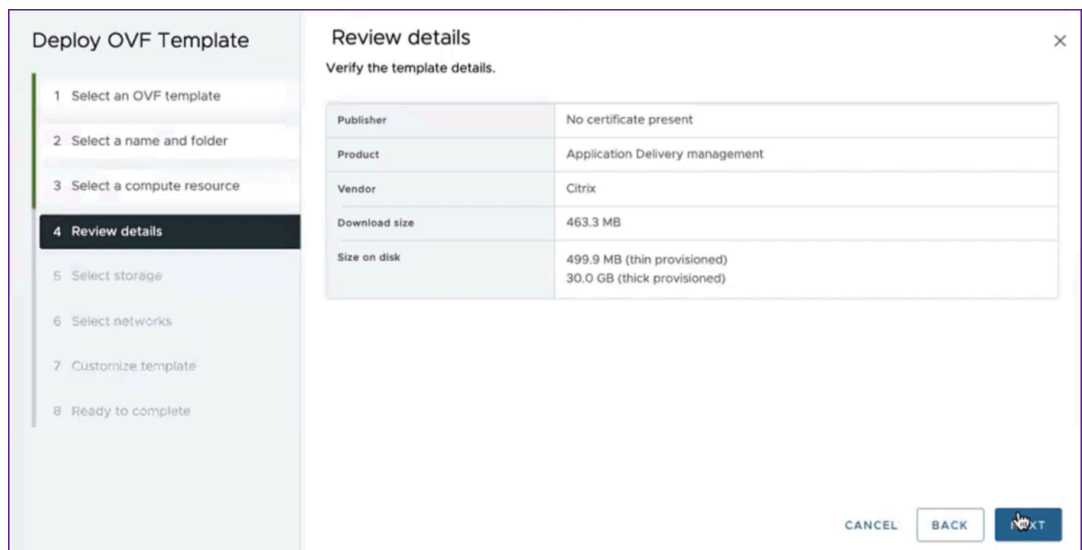 Deploy OVF Template
1 Select an OVF template
2 Select a name and folder
3 Select a compute resource
4 Review details
5 Select storage
6 Select networks
7 Customize template
8 Ready to complete
Review details
Verify the template details.
Publisher No certificate present
Product Application Delivery management
Vendor Citrix
Download size 463.3 MB
Size on disk 499.9 MB (thin provisioned)
30.0 GB (thick provisioned)
CANCEL BACK NEXT